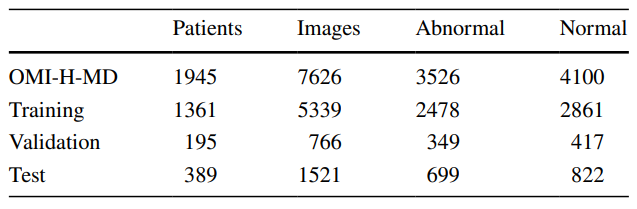 Patients Images Abnormal Normal
OMI-H-MD 1945 7626 3526 4100
Training 1361 5339 2478 2861
Validation 195 766 349 417
Test 389 1521 699 822